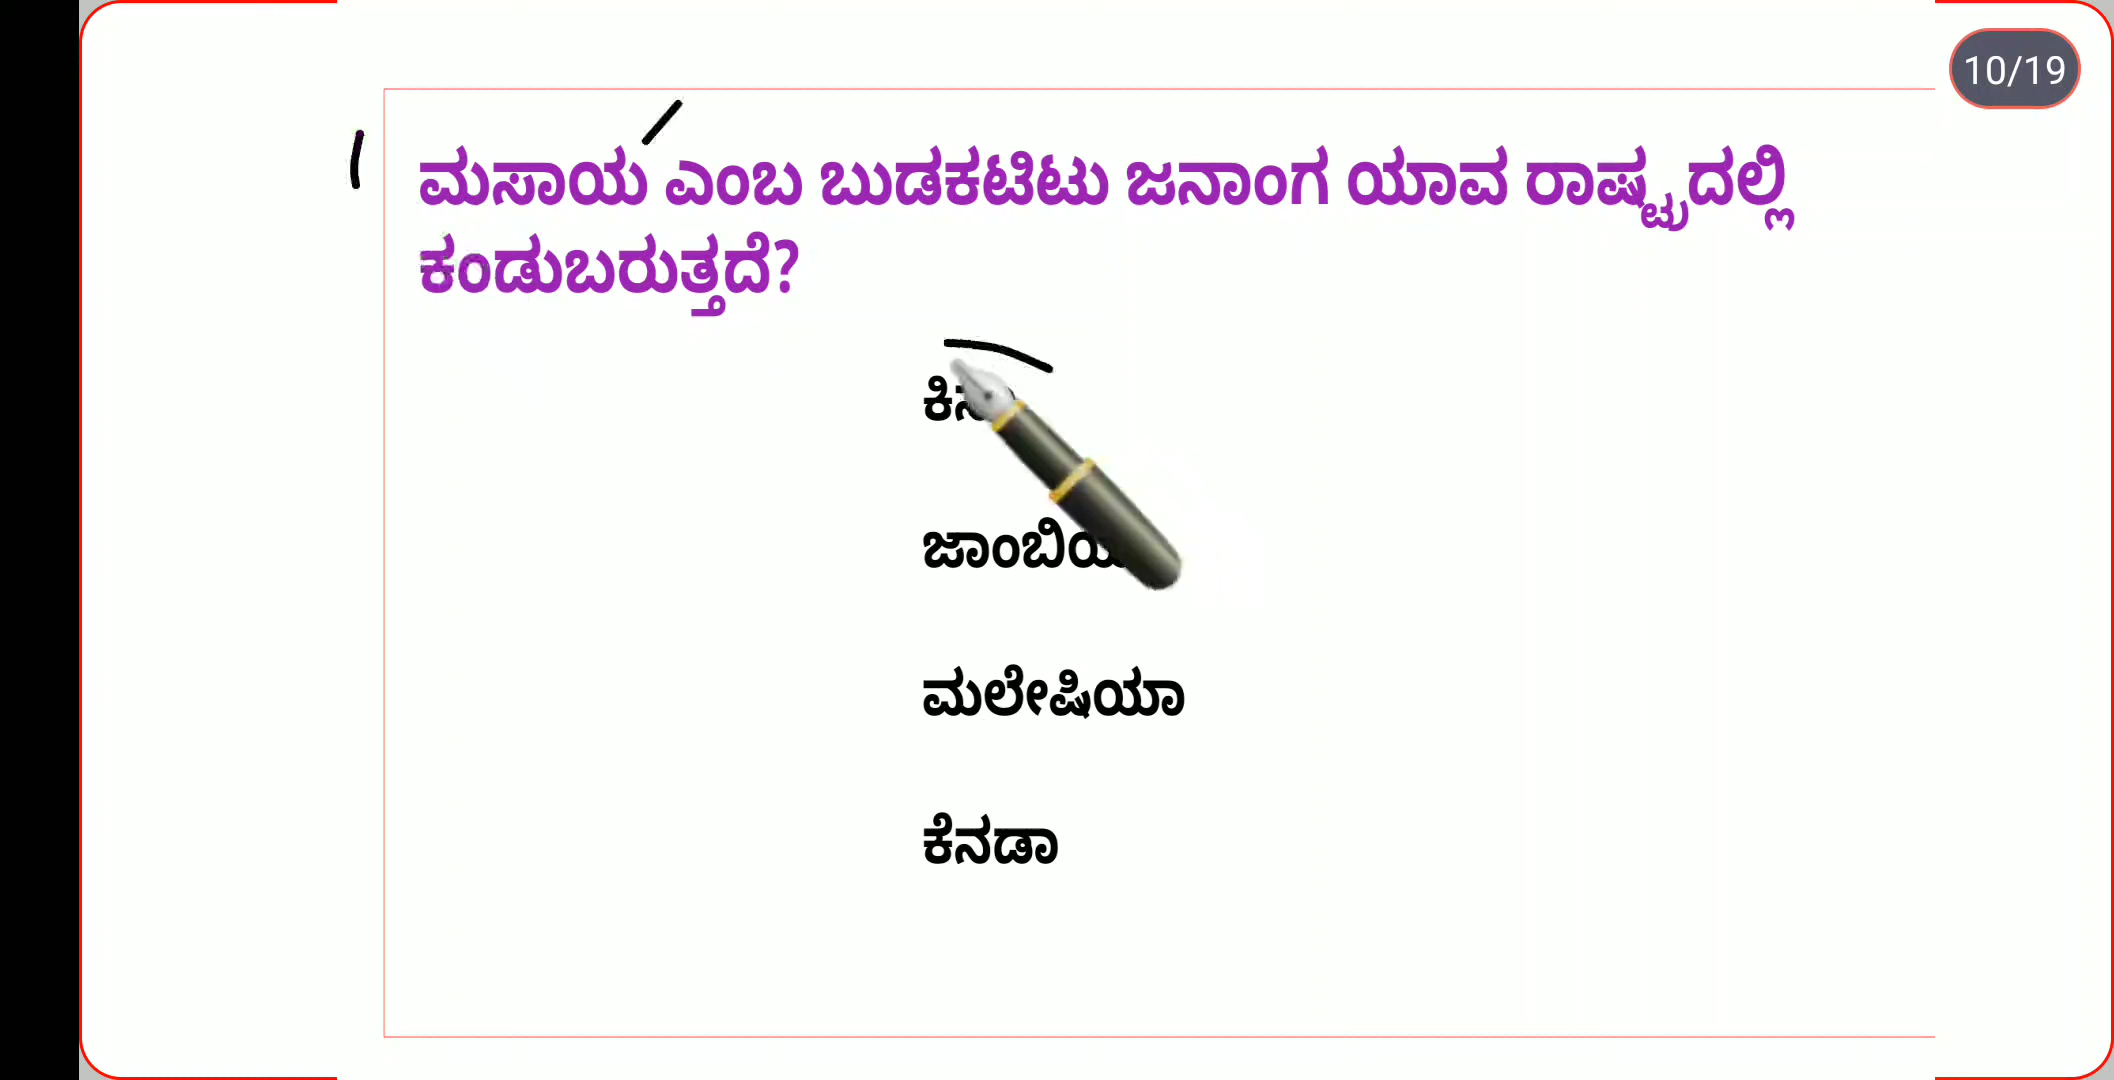 10/19
ಮಸಾಯ ಎಂಬ ಬುಡಕಟಿಟು ಜನಾಂಗ ಯಾವ ರಾಷ್ಟ್ರದಲ್ಲಿ
ಕಂಡುಬರುತ್ತದೆ?
ಮಲೇಷಿಯಾ
ಕೆನಡಾ